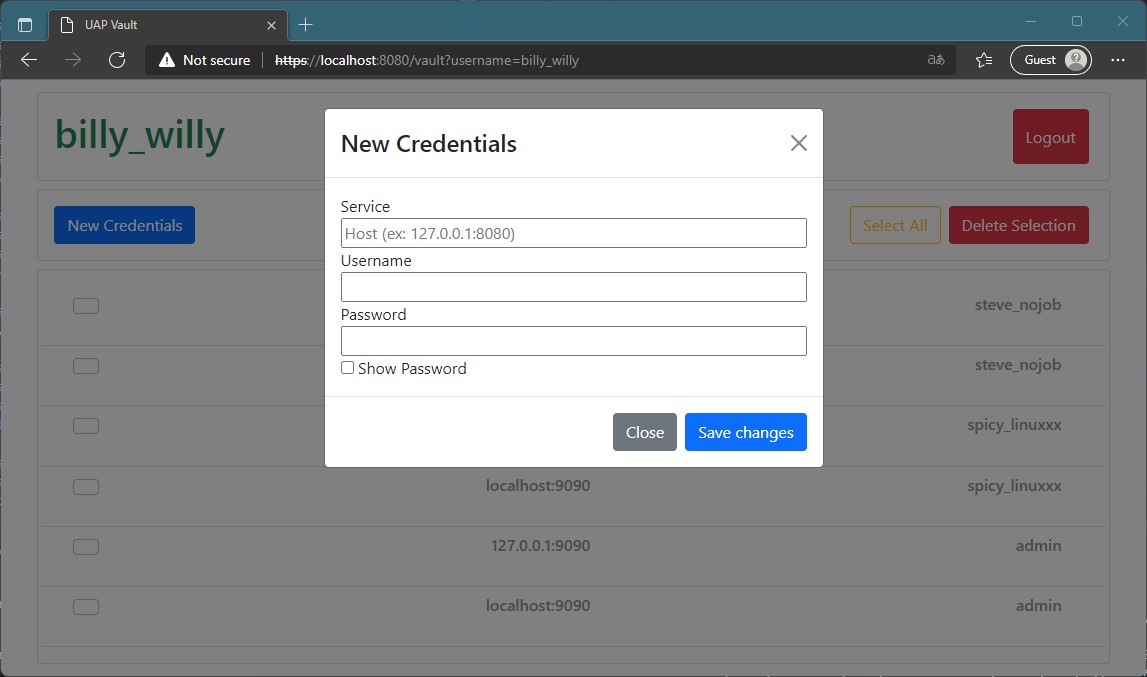 UAP Vault
Not secure https://localhost:8080/vault?username=billy_willy aあ Guest
billy_willy
Logout
New Credentials
Select All
Delete Selection
New Credentials
Service
Host (ex: 127.0.0.1:8080)
Username
Password
Show Password
Close Save changes
steve_nojob
steve_nojob
spicy_linuxxx
localhost:9090 spicy_linuxxx
127.0.0.1:9090 admin
localhost:9090 admin